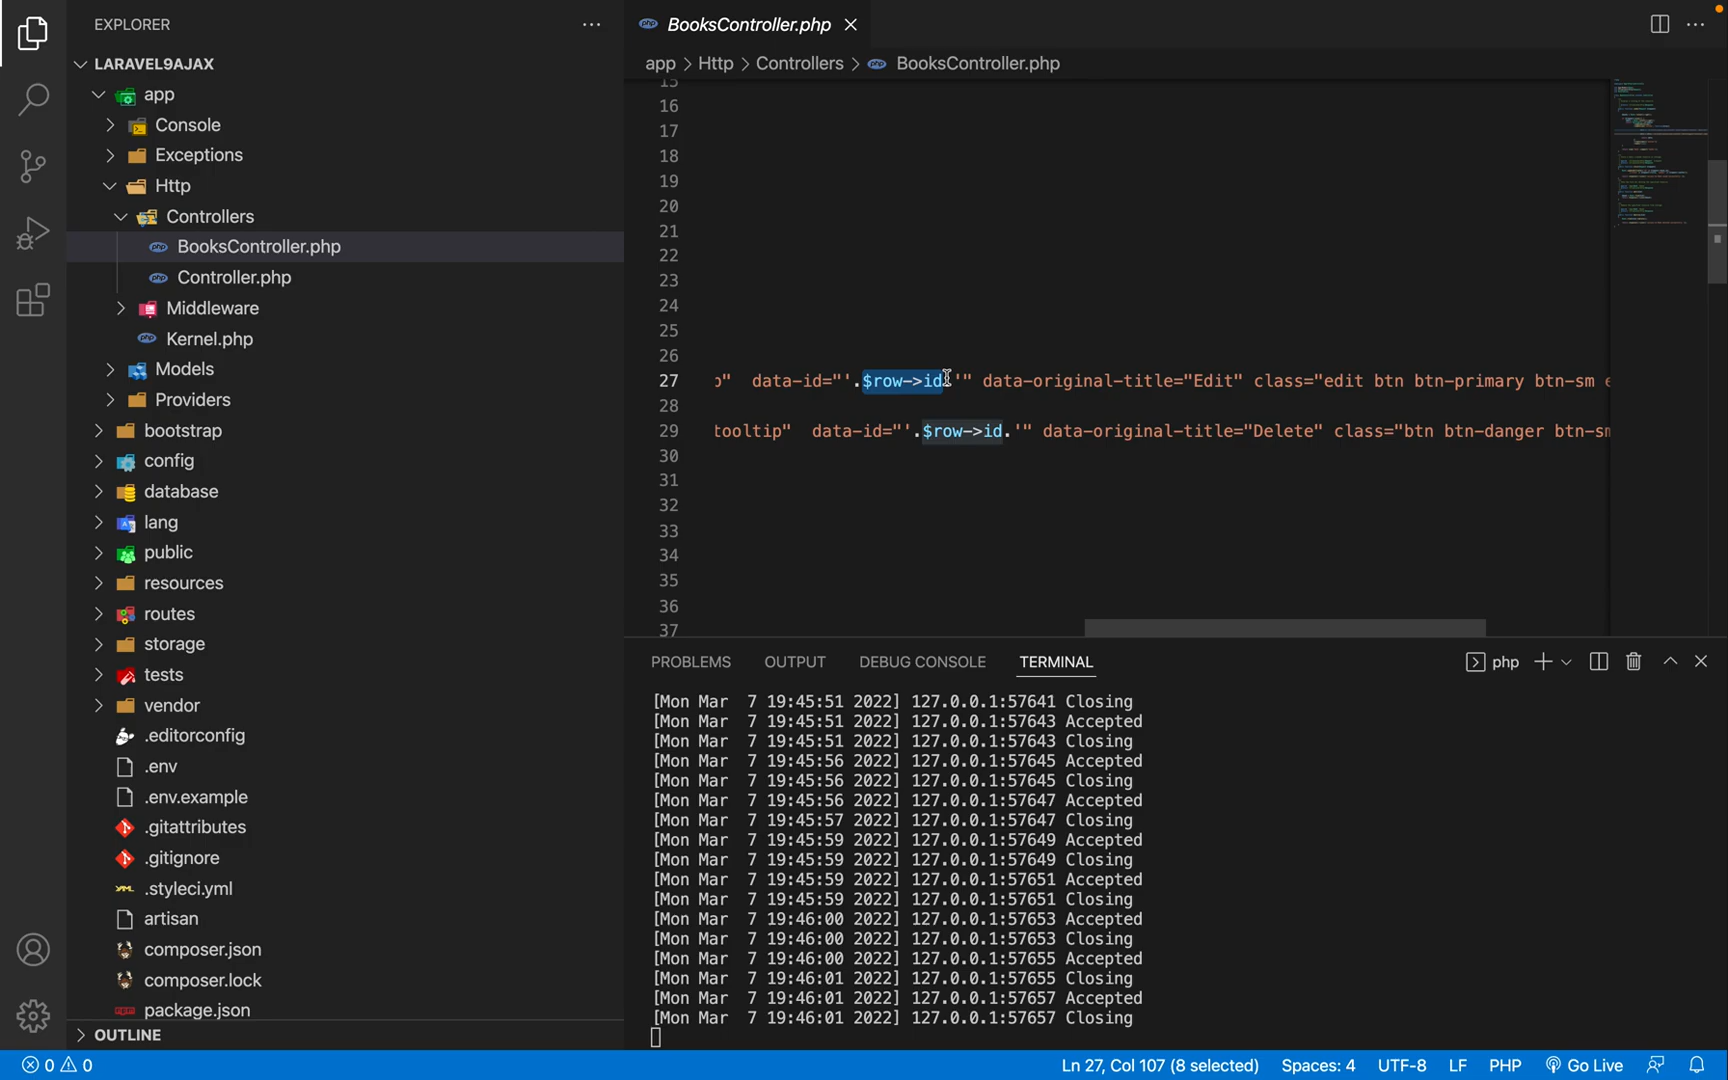 EXPLORER
LARAVEL9AJAX
app
Console
Exceptions
Http
Controllers
BooksController.php
Controller.php
Middleware
Kernel.php
Models
Providers
bootstrap
config
database
lang
public
resources
routes
storage
tests
vendor
.editorconfig
.env
.env.example
.gitattributes
.gitignore
.styleci.yml
artisan
composer.json
composer.lock
package.json
OUTLINE
BooksController.php
app > Http > Controllers > BooksController.php
15
16
17
18
19
20
21
22
23
24
25
26
27 p" data-id="'.$row->id.'" data-original-title="Edit" class="edit btn btn-primary btn-sm e
28
29 tooltip" data-id="'.$row->id.'" data-original-title="Delete" class="btn btn-danger btn-sm
30
31
32
33
34
35
36
37
PROBLEMS OUTPUT DEBUG CONSOLE TERMINAL php
[Mon Mar  7 19:45:51 2022] 127.0.0.1:57641 Closing
[Mon Mar  7 19:45:51 2022] 127.0.0.1:57643 Accepted
[Mon Mar  7 19:45:51 2022] 127.0.0.1:57643 Closing
[Mon Mar  7 19:45:56 2022] 127.0.0.1:57645 Accepted
[Mon Mar  7 19:45:56 2022] 127.0.0.1:57645 Closing
[Mon Mar  7 19:45:56 2022] 127.0.0.1:57647 Accepted
[Mon Mar  7 19:45:57 2022] 127.0.0.1:57647 Closing
[Mon Mar  7 19:45:59 2022] 127.0.0.1:57649 Accepted
[Mon Mar  7 19:45:59 2022] 127.0.0.1:57649 Closing
[Mon Mar  7 19:45:59 2022] 127.0.0.1:57651 Accepted
[Mon Mar  7 19:45:59 2022] 127.0.0.1:57651 Closing
[Mon Mar  7 19:46:00 2022] 127.0.0.1:57653 Accepted
[Mon Mar  7 19:46:00 2022] 127.0.0.1:57653 Closing
[Mon Mar  7 19:46:00 2022] 127.0.0.1:57655 Accepted
[Mon Mar  7 19:46:01 2022] 127.0.0.1:57655 Closing
[Mon Mar  7 19:46:01 2022] 127.0.0.1:57657 Accepted
[Mon Mar  7 19:46:01 2022] 127.0.0.1:57657 Closing
0 0 Ln 27, Col 107 (8 selected) Spaces: 4 UTF-8 LF PHP Go Live